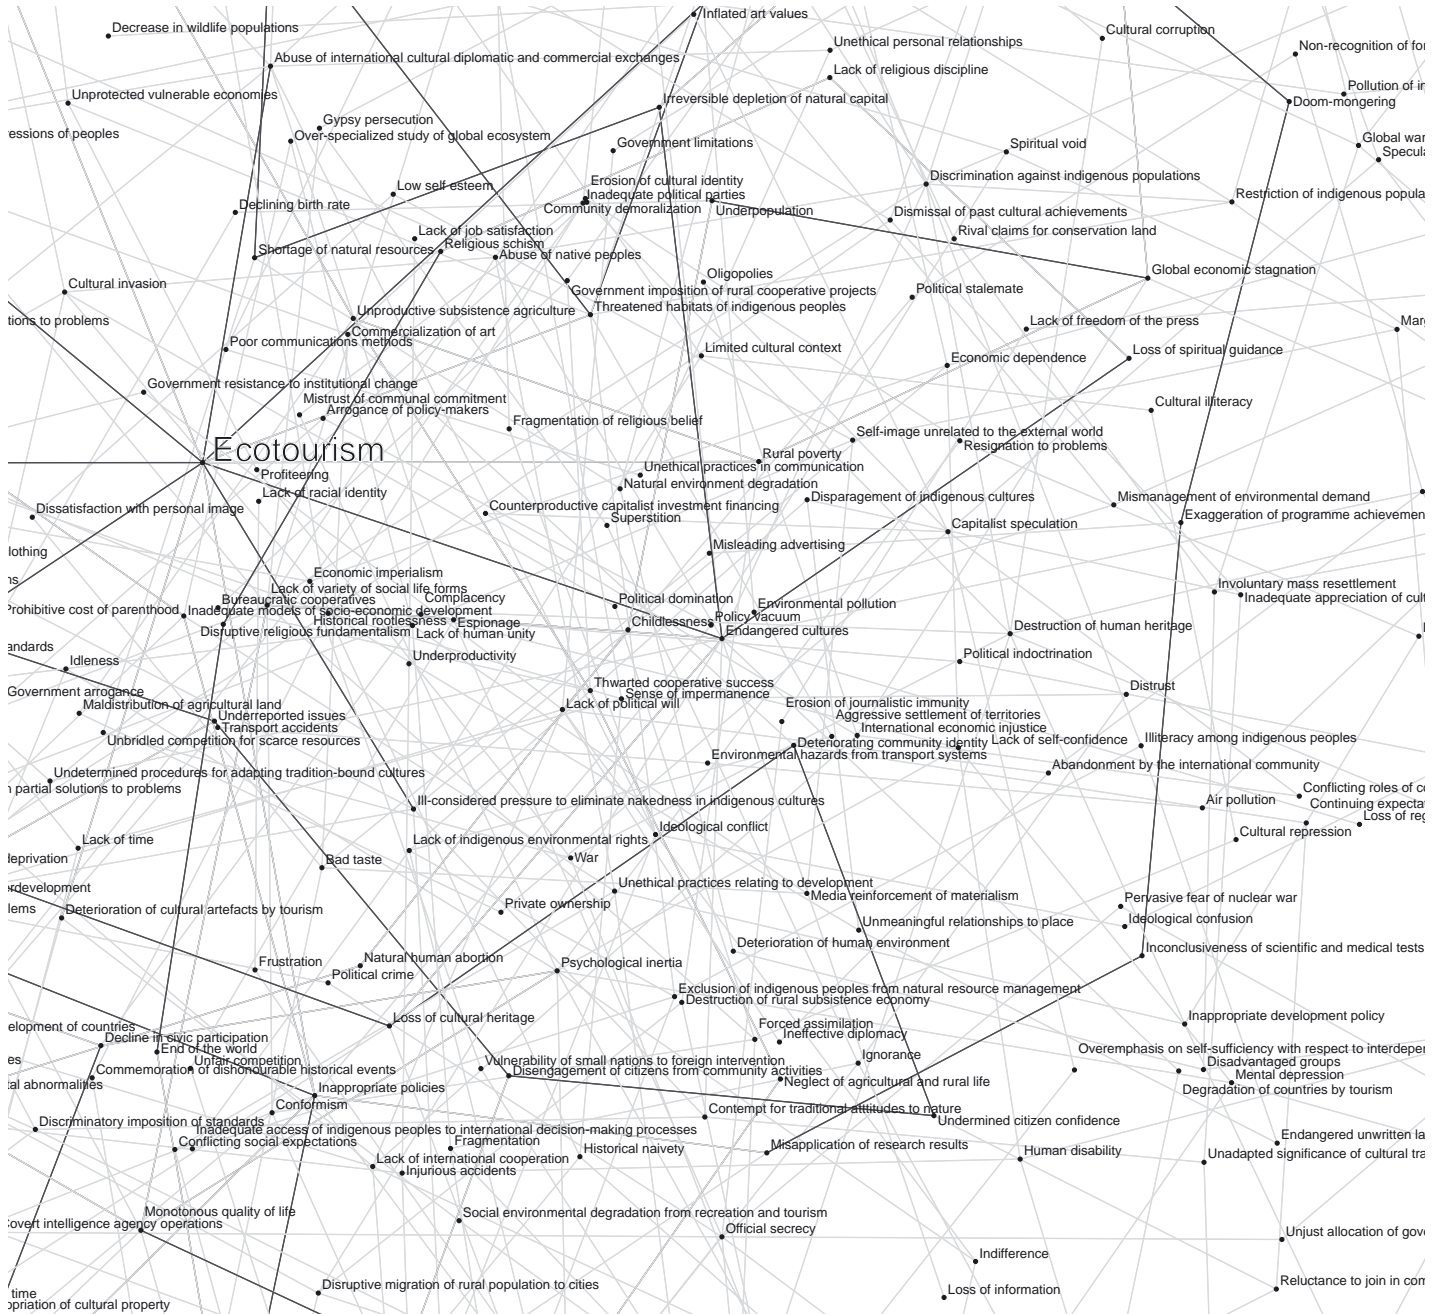 Inflated art values
Decrease in wildlife populations
Cultural corruption
Unethical personal relationships
Non-recognition of for
Abuse of international cultural diplomatic and commercial exchanges
Lack of religious discipline
Pollution of in
Unprotected vulnerable economies
Irreversible depletion of natural capital
Doom-mongering
Gypsy persecution
essions of peoples
Over-specialized study of global ecosystem
Global war
Government limitations
Spiritual void
Specula
Discrimination against indigenous populations
Erosion of cultural identity
Low self esteem
Inadequate political parties
Restriction of indigenous popula
Declining birth rate
Community demoralization
Underpopulation
Dismissal of past cultural achievements
Lack of job satisfaction
Rival claims for conservation land
Religious schism
Shortage of natural resources
Abuse of native peoples
Oligopolies
Global economic stagnation
Cultural invasion
Government imposition of rural cooperative projects
Political stalemate
Threatened habitats of indigenous peoples
Unproductive subsistence agriculture
tions to problems
Lack of freedom of the press
Mar
Commercialization of art
Poor communications methods
Limited cultural context
Loss of spiritual guidance
Economic dependence
Government resistance to institutional change
Mistrust of communal commitment
Arrogance of policy-makers
Cultural illiteracy
Fragmentation of religious belief
Self-image unrelated to the external world
Ecotourism
Resignation to problems
Rural poverty
Unethical practices in communication
Profiteering
Natural environment degradation
Lack of racial identity
Disparagement of indigenous cultures
Mismanagement of environmental demand
Counterproductive capitalist investment financing
Dissatisfaction with personal image
Superstition
Exaggeration of programme achievemen
Capitalist speculation
Misleading advertising
lothing
Economic imperialism
ns
Involuntary mass resettlement
Lack of variety of social life forms
Bureaucratic cooperatives
Complacency
Inadequate appreciation of cult
Political domination
Environmental pollution
Prohibitive cost of parenthood
Inadequate models of socio-economic development
Historical rootlessness
Espionage
Childlessness
Policy vacuum
Disruptive religious fundamentalism
Lack of human unity
Endangered cultures
Destruction of human heritage
andards
Idleness
Underproductivity
Political indoctrination
Thwarted cooperative success
Distrust
Government arrogance
Sense of impermanence
Maldistribution of agricultural land
Lack of political will
Erosion of journalistic immunity
Underreported issues
Aggressive settlement of territories
Transport accidents
International economic injustice
Unbridled competition for scarce resources
Deteriorating community identity
Lack of self-confidence
Illiteracy among indigenous peoples
Environmental hazards from transport systems
Abandonment by the international community
Undetermined procedures for adapting tradition-bound cultures
n partial solutions to problems
Conflicting roles of co
Ill-considered pressure to eliminate nakedness in indigenous cultures
Air pollution
Continuing expectat
Loss of reg
Ideological conflict
Cultural repression
Lack of time
Lack of indigenous environmental rights
deprivation
Bad taste
War
Unethical practices relating to development
rdevelopment
Media reinforcement of materialism
Pervasive fear of nuclear war
Private ownership
lems
Deterioration of cultural artefacts by tourism
Unmeaningful relationships to place
Ideological confusion
Deterioration of human environment
Inconclusiveness of scientific and medical tests
Natural human abortion
Frustration
Psychological inertia
Political crime
Exclusion of indigenous peoples from natural resource management
Destruction of rural subsistence economy
Loss of cultural heritage
Inappropriate development policy
elopment of countries
Forced assimilation
Decline in civic participation
Ineffective diplomacy
End of the world
Overemphasis on self-sufficiency with respect to interdeper
es
Unfair competition
Vulnerability of small nations to foreign intervention
Ignorance
Disadvantaged groups
Commemoration of dishonourable historical events
Disengagement of citizens from community activities
Mental depression
tal abnormalities
Inappropriate policies
Neglect of agricultural and rural life
Degradation of countries by tourism
Conformism
Contempt for traditional attitudes to nature
Discriminatory imposition of standards
Undermined citizen confidence
Inadequate access of indigenous peoples to international decision-making processes
Endangered unwritten la
Conflicting social expectations
Fragmentation
Historical naivety
Misapplication of research results
Human disability
Unadapted significance of cultural tra
Lack of international cooperation
Injurious accidents
Monotonous quality of life
Social environmental degradation from recreation and tourism
Covert intelligence agency operations
Official secrecy
Unjust allocation of gov
Indifference
Disruptive migration of rural population to cities
Reluctance to join in com
Loss of information
time
opriation of cultural property